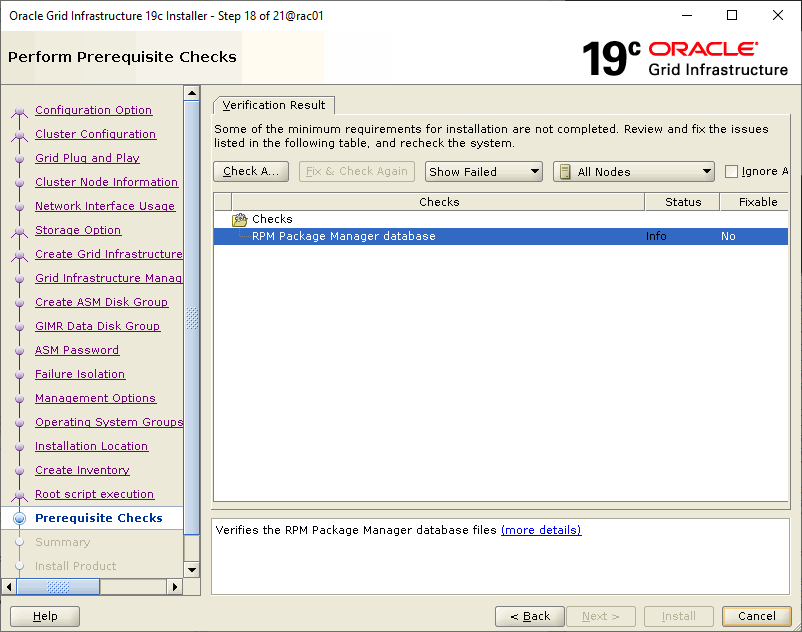 Oracle Grid Infrastructure 19c Installer - Step 18 of 21@rac01
Perform Prerequisite Checks
19c ORACLE
Grid Infrastructure
Configuration Option
Cluster Configuration
Grid Plug and Play
Cluster Node Information
Network Interface Usage
Storage Option
Create Grid Infrastructure
Grid Infrastructure Manag
Create ASM Disk Group
GIMR Data Disk Group
ASM Password
Failure Isolation
Management Options
Operating System Groups
Installation Location
Create Inventory
Root script execution
Prerequisite Checks
Summary
Install Product
Verification Result
Some of the minimum requirements for installation are not completed. Review and fix the issues
listed in the following table, and recheck the system.
Check A... Fix & Check Again Show Failed All Nodes Ignore A
Checks Status Fixable
Checks
RPM Package Manager database Info No
Verifies the RPM Package Manager database files (more details)
Help < Back Next > Install Cancel